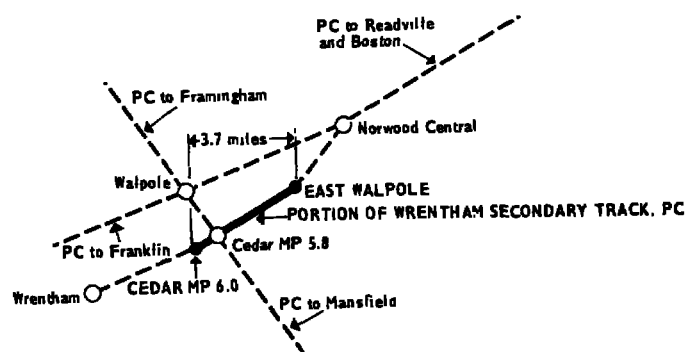 PC to Readville
and Boston
PC to Framingham
3.7 miles
Norwood Central
Walpole
EAST WALPOLE
PORTION OF WRENTHAM SECONDARY TRACK, PC
PC to Franklin
Cedar MP 5.8
Wrentham
CEDAR MP 6.0
PC to Mansfield